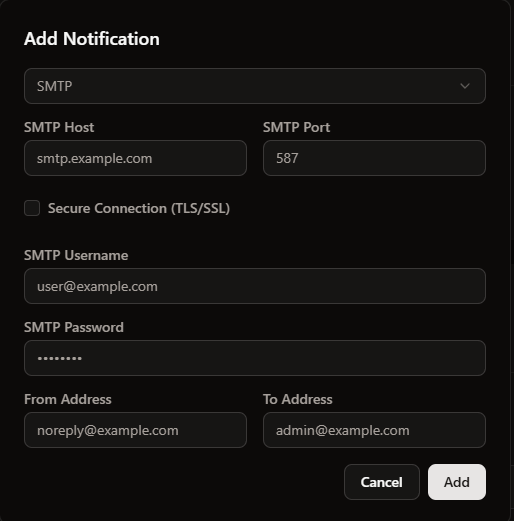 Add Notification
SMTP
SMTP Host
SMTP Port
smtp.example.com
587
Secure Connection (TLS/SSL)
SMTP Username
user@example.com
SMTP Password
••••••••
From Address
To Address
noreply@example.com
admin@example.com
Cancel
Add